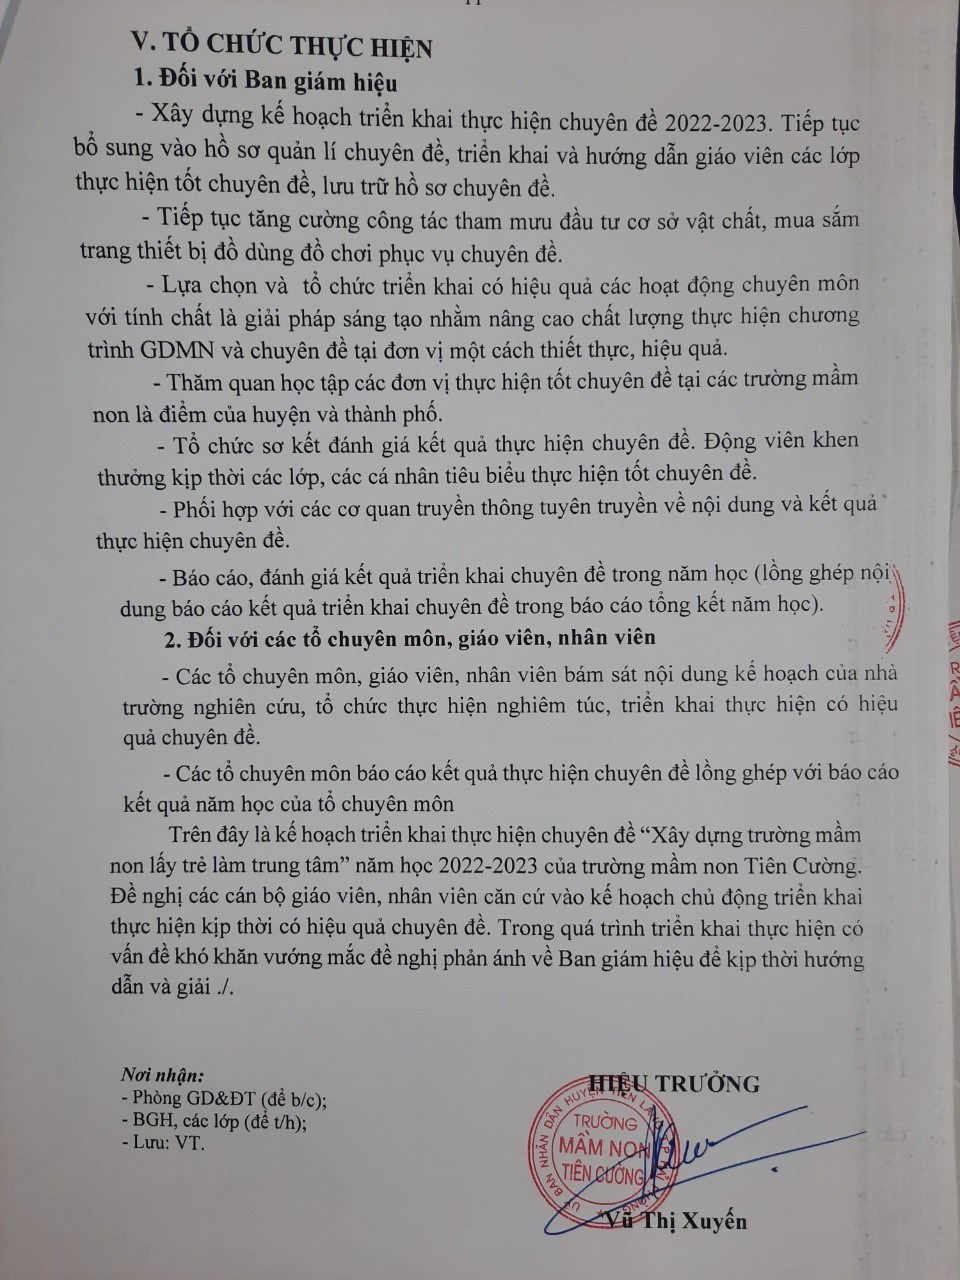 V. TỔ CHỨC THỰC HIỆN
1. Đối với Ban giám hiệu
- Xây dựng kế hoạch triển khai thực hiện chuyên đề 2022-2023. Tiếp tục
bổ sung vào hồ sơ quản lí chuyên đề, triển khai và hướng dẫn giáo viên các lớp
thực hiện tốt chuyên đề, lưu trữ hồ sơ chuyên đề.
- Tiếp tục tăng cường công tác tham mưu đầu tư cơ sở vật chất, mua sắm
trang thiết bị đồ dùng đồ chơi phục vụ chuyên đề.
- Lựa chọn và tổ chức triển khai có hiệu quả các hoạt động chuyên môn
với tính chất là giải pháp sáng tạo nhằm nâng cao chất lượng thực hiện chương
trình GDMN và chuyên đề tại đơn vị một cách thiết thực, hiệu quả.
- Thăm quan học tập các đơn vị thực hiện tốt chuyên đề tại các trường mầm
non là điểm của huyện và thành phố.
- Tổ chức sơ kết đánh giá kết quả thực hiện chuyên đề. Động viên khen
thưởng kịp thời các lớp, các cá nhân tiêu biểu thực hiện tốt chuyên đề.
- Phối hợp với các cơ quan truyền thông tuyên truyền về nội dung và kết quả
thực hiện chuyên đề.
- Báo cáo, đánh giá kết quả triển khai chuyên đề trong năm học (lồng ghép nội
dung báo cáo kết quả triển khai chuyên đề trong báo cáo tổng kết năm học).
2. Đối với các tổ chuyên môn, giáo viên, nhân viên
- Các tổ chuyên môn, giáo viên, nhân viên bám sát nội dung kế hoạch của nhà
trường nghiên cứu, tổ chức thực hiện nghiêm túc, triển khai thực hiện có hiệu
quả chuyên đề.
- Các tổ chuyên môn báo cáo kết quả thực hiện chuyên đề lồng ghép với báo cáo
kết quả năm học của tổ chuyên môn
Trên đây là kế hoạch triển khai thực hiện chuyên đề “Xây dựng trường mầm
non lấy trẻ làm trung tâm” năm học 2022-2023 của trường mầm non Tiên Cường.
Đề nghị các cán bộ giáo viên, nhân viên căn cứ vào kế hoạch chủ động triển khai
thực hiện kịp thời có hiệu quả chuyên đề. Trong quá trình triển khai thực hiện có
vấn đề khó khăn vướng mắc đề nghị phản ánh về Ban giám hiệu để kịp thời hướng
dẫn và giải ./.
Nơi nhận:
- Phòng GD&ĐT (để b/c);
- BGH, các lớp (để t/h);
- Lưu: VT.
HIỆU TRƯỞNG
ỦY BAN NHÂN DÂN HUYỆN TIÊN LÃNG
TRƯỜNG
MẦM NON
TIÊN CƯỜNG
Vũ Thị Xuyến